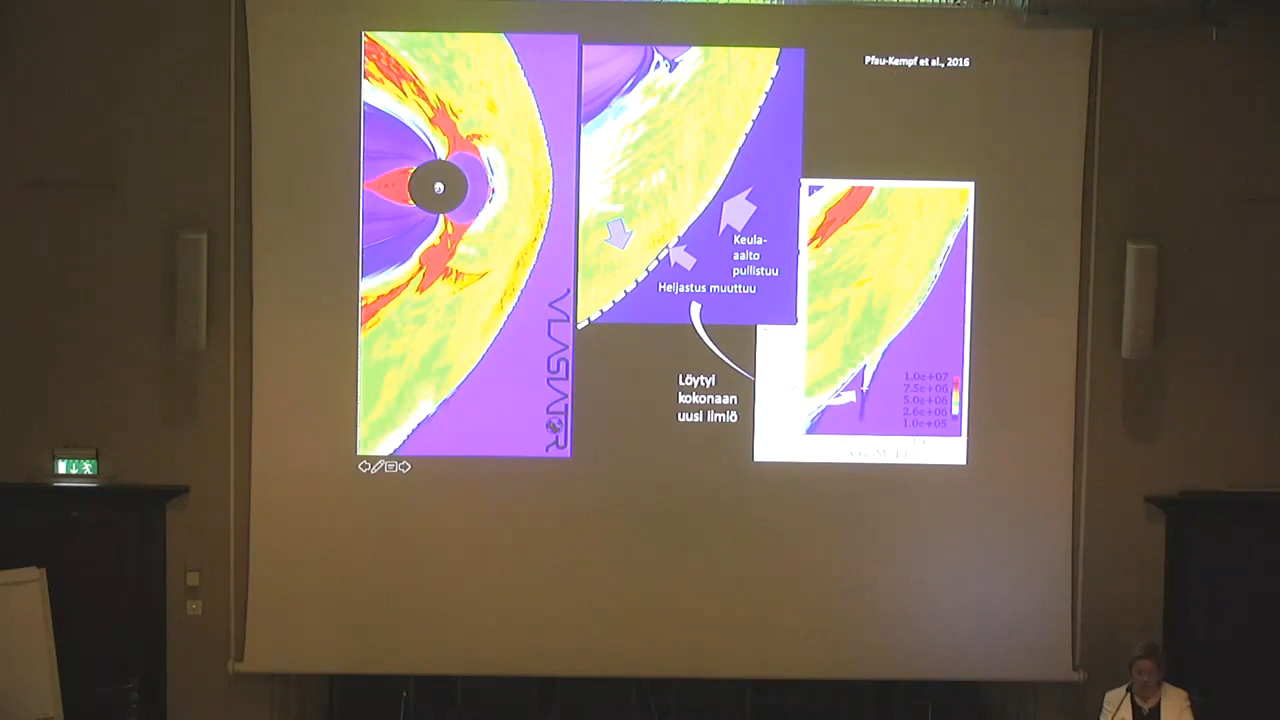 Pfau-Kempf et al., 2016
VLASIATOR
Keula-
aalto
pullistuu
Heijastus muuttuu
Löytyi
kokonaan
uusi ilmiö
1.0e+07
7.5e+06
5.0e+06
2.6e+06
1.0e+05